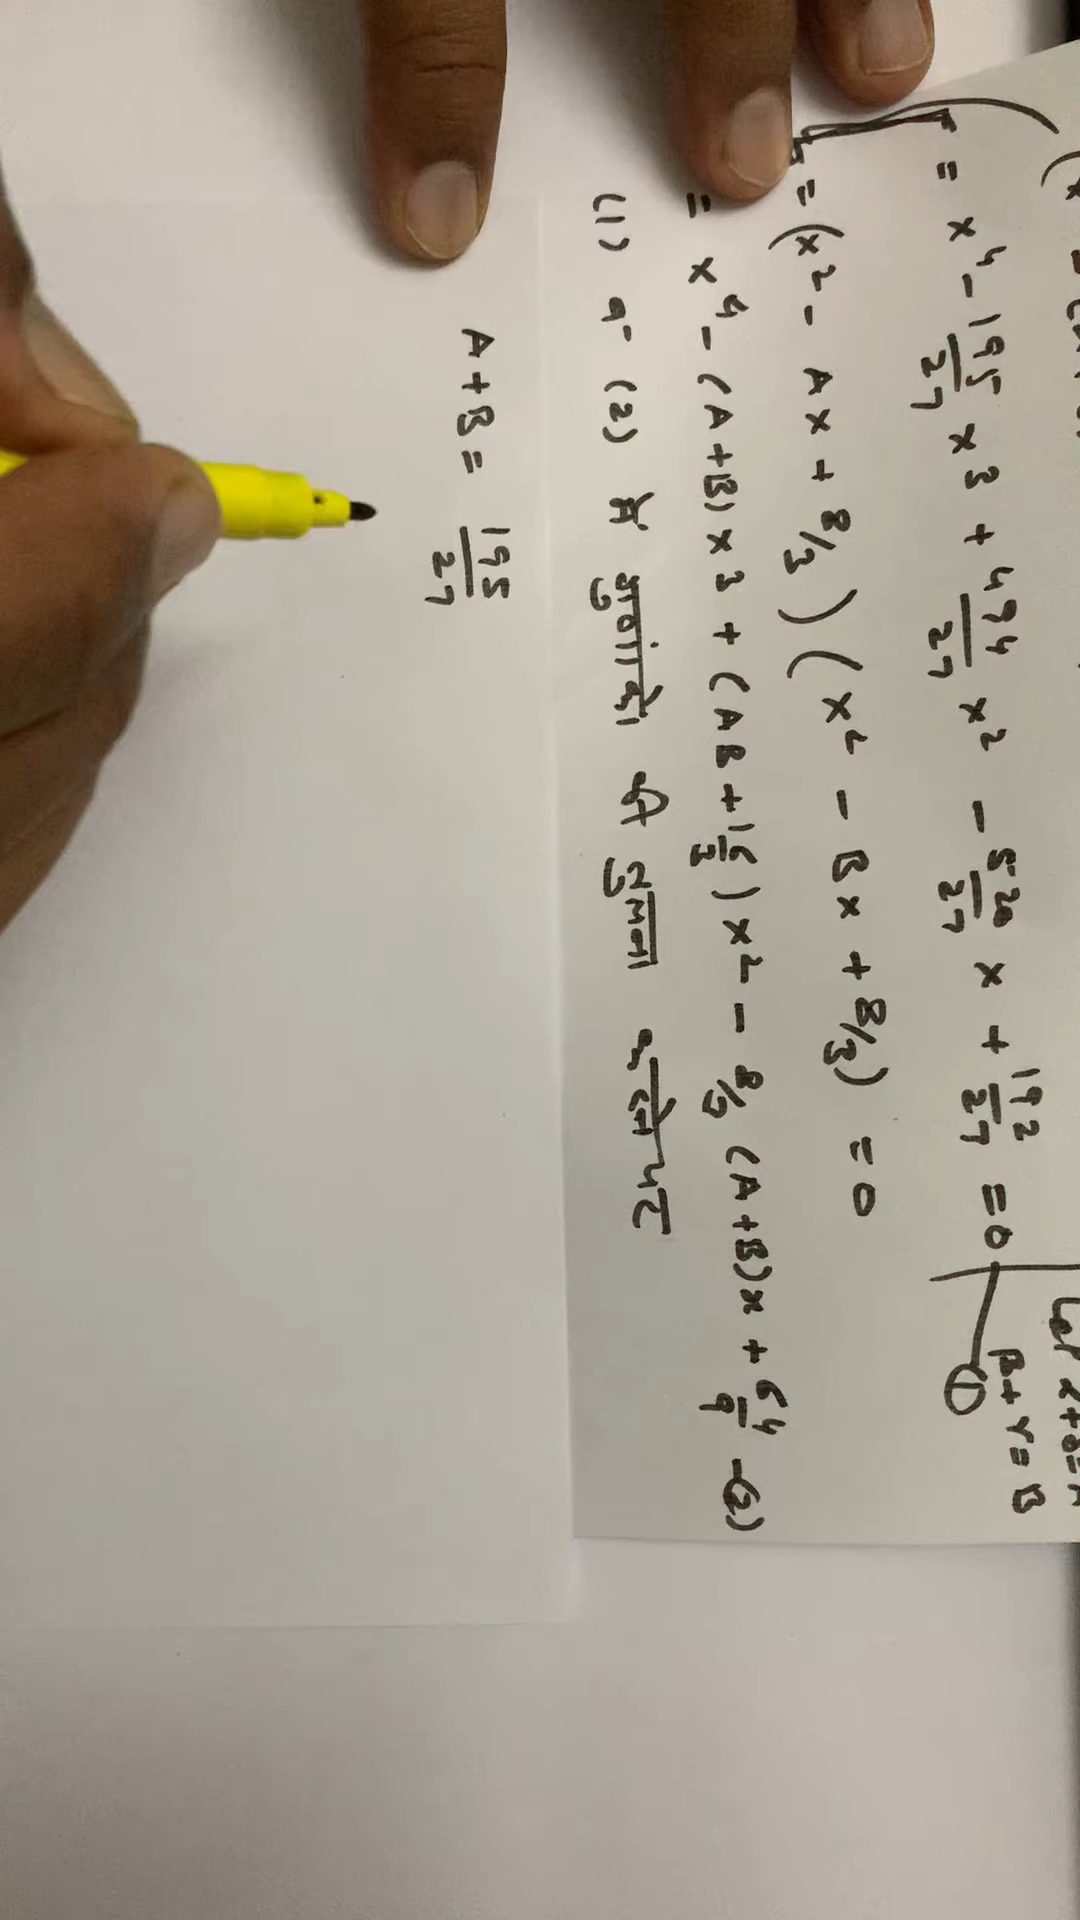 = x⁴ - 195/27 x³ + 494/27 x² - 520/27 x + 192/27 = 0
β + γ = B
①
= (x² - Ax + 8/3) (x² - Bx + 8/3) = 0
= x⁴ - (A+B) x³ + (AB + 16/3) x² - 8/3 (A+B)x + 64/9 -(2)
(1) व (2) में गुणांको की तुलना करने पर
A+B = 195/27